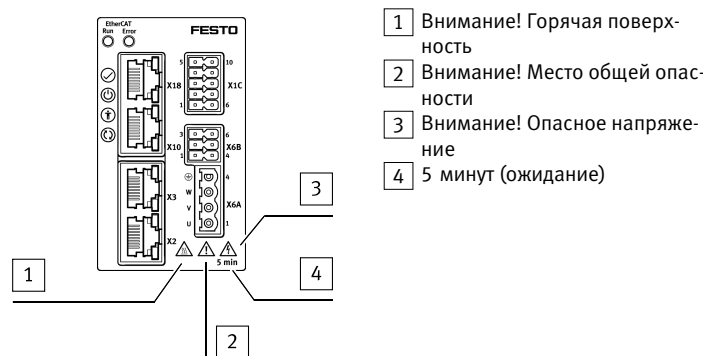 EtherCAT
Run Error
FESTO
5
10
X18
X1C
1
6
3
6
X10
X6B
1
4
4
W
X3
V
X6A
U
1
X2
5 min
1
2
3
4
1 Внимание! Горячая поверх-
ность
2 Внимание! Место общей опас-
ности
3 Внимание! Опасное напряже-
ние
4 5 минут (ожидание)